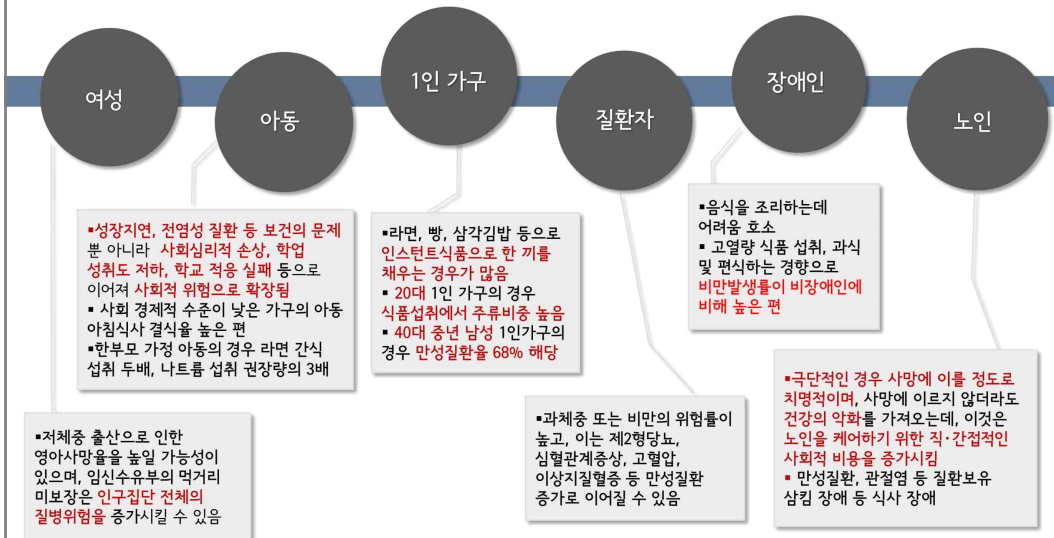 여성
아동
1인 가구
질환자
장애인
노인
▪저체중 출산으로 인한
영아사망율을 높일 가능성이
있으며, 임신수유부의 먹거리
미보장은 인구집단 전체의
질병위험을 증가시킬 수 있음
▪성장지연, 전염성 질환 등 보건의 문제
뿐 아니라 사회심리적 손상, 학업
성취도 저하, 학교 적응 실패 등으로
이어져 사회적 위험으로 확장됨
▪ 사회 경제적 수준이 낮은 가구의 아동
아침식사 결식율 높은 편
▪한부모 가정 아동의 경우 라면 간식
섭취 두배, 나트륨 섭취 권장량의 3배
▪라면, 빵, 삼각김밥 등으로
인스턴트식품으로 한 끼를
채우는 경우가 많음
▪ 20대 1인 가구의 경우
식품섭취에서 주류비중 높음
▪ 40대 중년 남성 1인가구의
경우 만성질환율 68% 해당
▪과체중 또는 비만의 위험률이
높고, 이는 제2형당뇨,
심혈관계증상, 고혈압,
이상지질혈증 등 만성질환
증가로 이어질 수 있음
▪음식을 조리하는데
어려움 호소
▪ 고열량 식품 섭취, 과식
및 편식하는 경향으로
비만발생률이 비장애인에
비해 높은 편
▪극단적인 경우 사망에 이를 정도로
치명적이며, 사망에 이르지 않더라도
건강의 악화를 가져오는데, 이것은
노인을 케어하기 위한 직·간접적인
사회적 비용을 증가시킴
▪ 만성질환, 관절염 등 질환보유
삼킴 장애 등 식사 장애